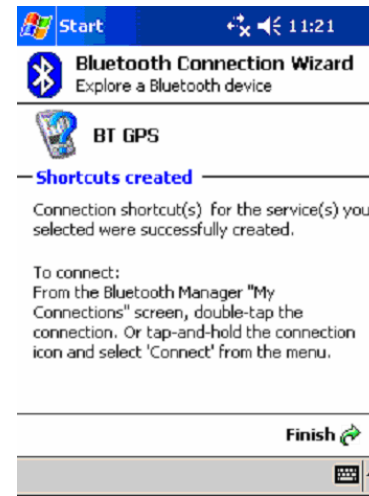 Start 11:21
Bluetooth Connection Wizard
Explore a Bluetooth device
BT GPS
Shortcuts created
Connection shortcut(s) for the service(s) you
selected were successfully created.
To connect:
From the Bluetooth Manager "My
Connections" screen, double-tap the
connection. Or tap-and-hold the connection
icon and select 'Connect' from the menu.
Finish